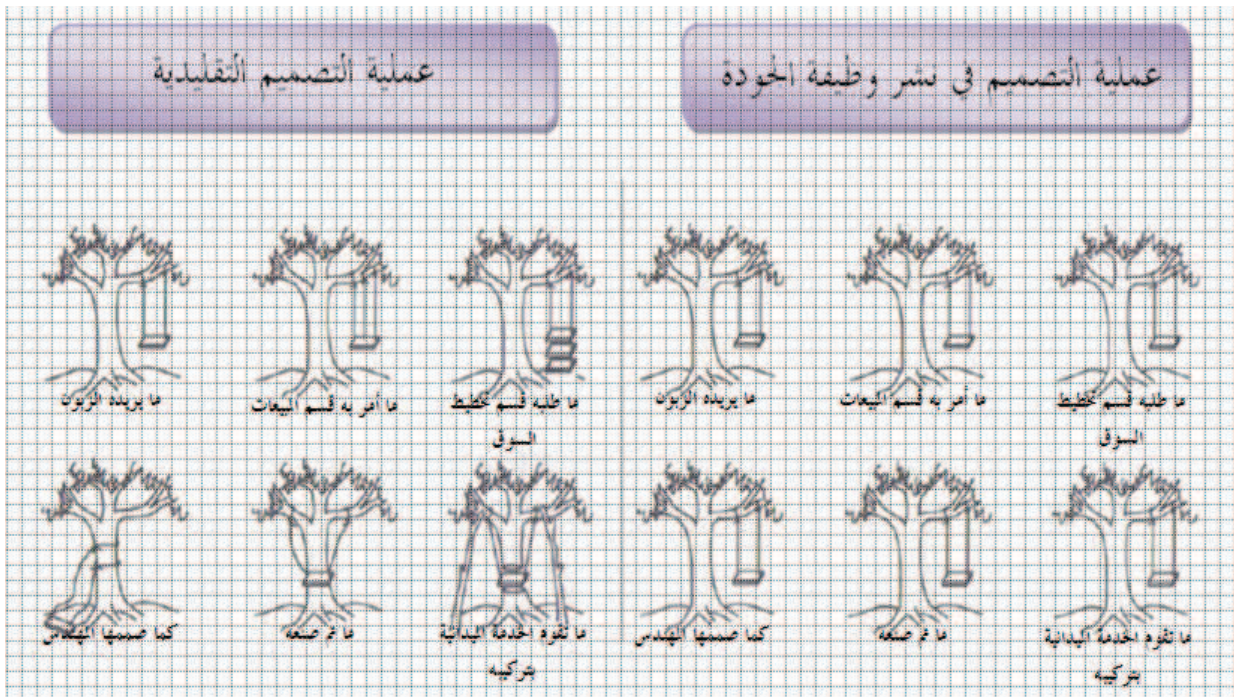 عملية التصميم في نشر وظيفة الجودة
عملية التصميم التقليدية
ما طلبه قسم تخطيط
السوق
ما أمر به قسم المبيعات
ما يريده الزبون
ما طلبه قسم تخطيط
السوق
ما أمر به قسم المبيعات
ما يريده الزبون
ما تقوم الخدمة الميدانية
بتركيبه
ما تم صنعه
كما صممها المهندس
ما تقوم الخدمة الميدانية
بتركيبه
ما تم صنعه
كما صممها المهندس